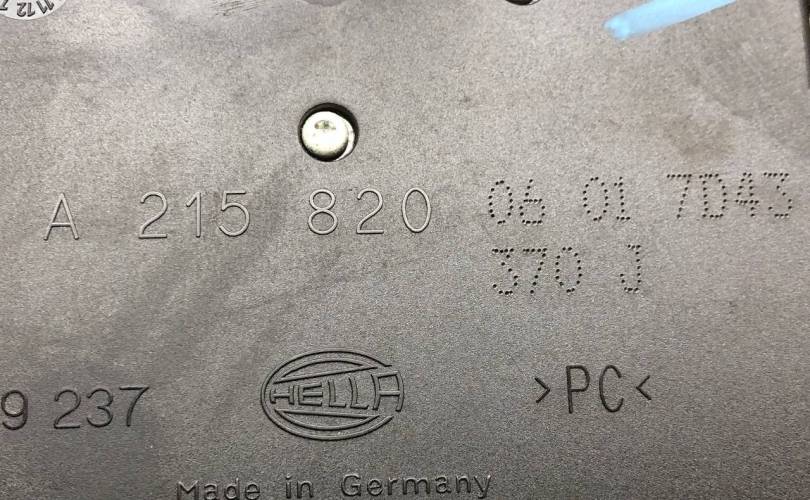 A 215 820 06 01 7D43
370 J
9 237
HELLA
>PC<
Made in Germany